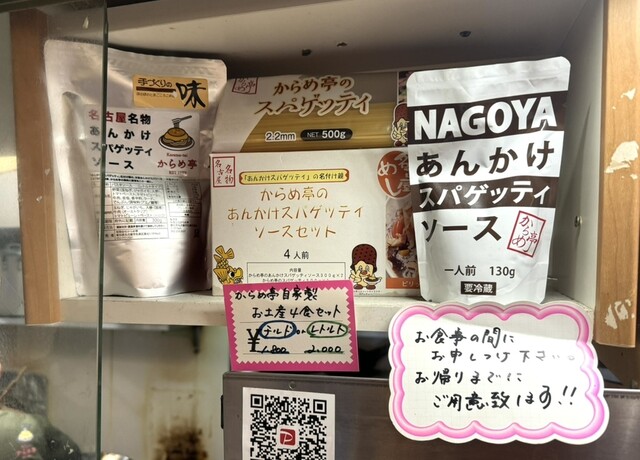 手づくりの味
名古屋名物
あんかけ
スパゲッティ
ソース
からめ亭
からめ亭の
スパゲッティ
2.2mm NET.500g
名古屋名物
「あんかけスパゲッティ」の名付け親
からめ亭の
あんかけスパゲッティ
ソースセット
4人前
内容量
NAGOYA
あんかけ
スパゲッティ
ソース
からめ亭
一人前 130g
要冷蔵
からめ亭自家製
お土産4食セット
チルド or レトルト
¥1,800 2,000
お食事の間に
お申しつけ下さい。
お帰りまでに
ご用意致します!!